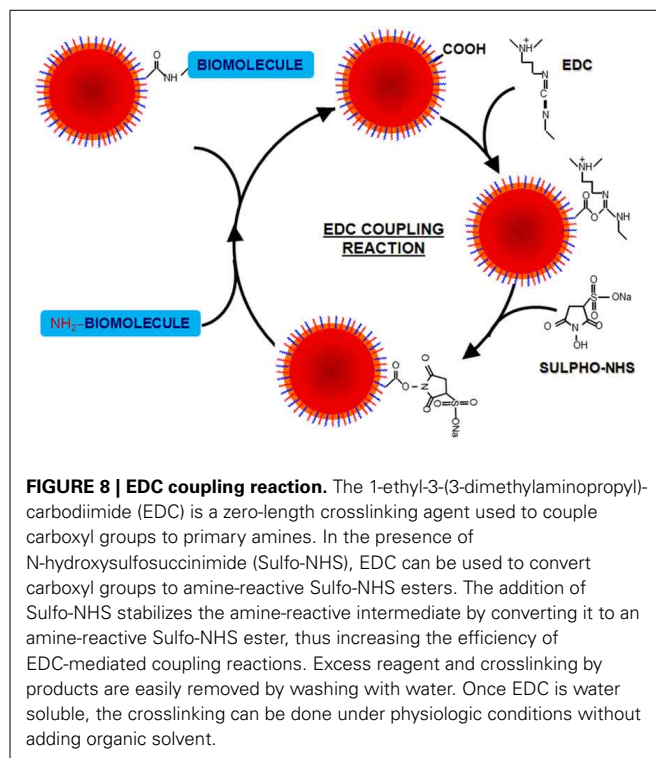 O
NH
BIOMOLECULE
COOH
NH
+
N
C
N
EDC
NH
+
O
N
O
NH
EDC COUPLING
REACTION
NH2-BIOMOLECULE
O
S
ONa
O
O
N
O
OH
SULPHO-NHS
O
O
O
N
O
S
O
O
ONa
FIGURE 8 | EDC coupling reaction. The 1-ethyl-3-(3-dimethylaminopropyl)-
carbodiimide (EDC) is a zero-length crosslinking agent used to couple
carboxyl groups to primary amines. In the presence of
N-hydroxysulfosuccinimide (Sulfo-NHS), EDC can be used to convert
carboxyl groups to amine-reactive Sulfo-NHS esters. The addition of
Sulfo-NHS stabilizes the amine-reactive intermediate by converting it to an
amine-reactive Sulfo-NHS ester, thus increasing the efficiency of
EDC-mediated coupling reactions. Excess reagent and crosslinking by
products are easily removed by washing with water. Once EDC is water
soluble, the crosslinking can be done under physiologic conditions without
adding organic solvent.